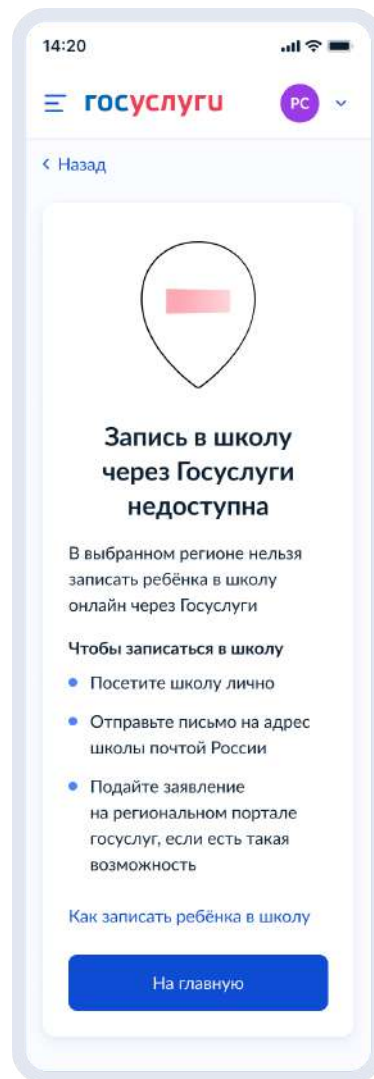 14:20
госуслуги
РС
Назад
Запись в школу
через Госуслуги
недоступна
В выбранном регионе нельзя
записать ребёнка в школу
онлайн через Госуслуги
Чтобы записаться в школу
Посетите школу лично
Отправьте письмо на адрес
школы почтой России
Подайте заявление
на региональном портале
госуслуг, если есть такая
возможность
Как записать ребёнка в школу
На главную